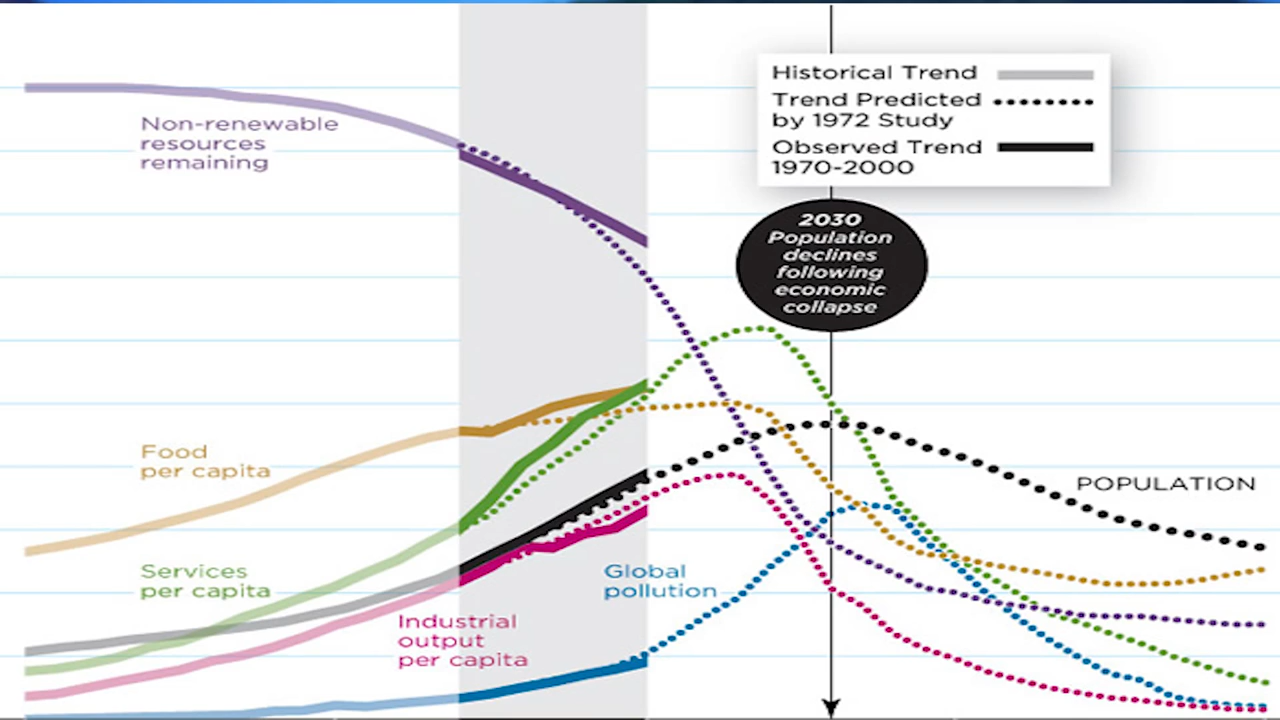 Historical Trend
Trend Predicted
by 1972 Study
Observed Trend
1970-2000
Non-renewable
resources
remaining
2030
Population
declines
following
economic
collapse
Food
per capita
POPULATION
Services
per capita
Global
pollution
Industrial
output
per capita